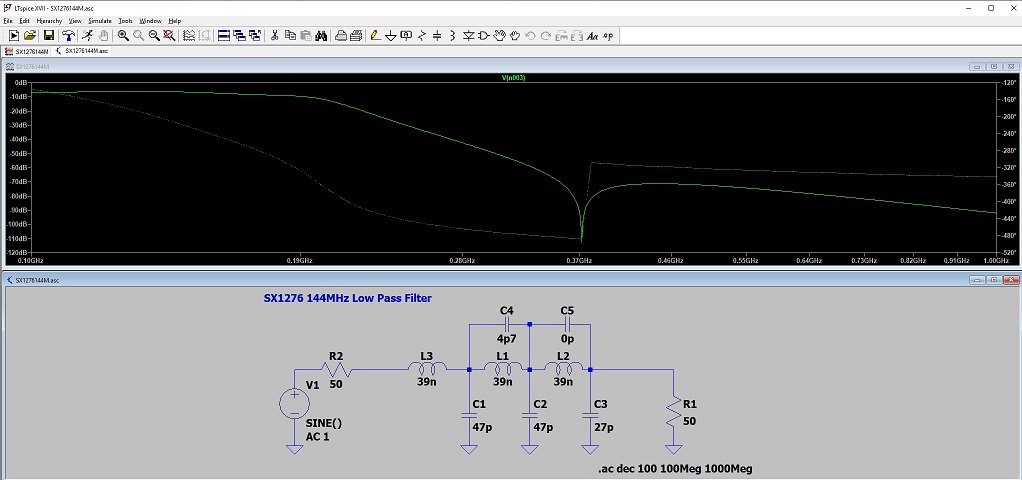 LTspice XVII - SX1276144M.asc
File Edit Hierarchy View Simulate Tools Window Help
SX1276144M SX1276144M.asc
SX1276144M
V(n003)
0dB -120°
-10dB -160°
-20dB -200°
-30dB -240°
-40dB
-50dB -280°
-60dB -320°
-70dB
-80dB -360°
-90dB -400°
-100dB -440°
-110dB -480°
-120dB -520°
0.10GHz 0.19GHz 0.28GHz 0.37GHz 0.46GHz 0.55GHz 0.64GHz 0.73GHz 0.82GHz 0.91GHz 1.00GHz
SX1276144M.asc
SX1276 144MHz Low Pass Filter
C4 C5
4p7 0p
R2 L3 L1 L2
50 39n 39n 39n
V1
C1 C2 C3 R1
47p 47p 27p 50
SINE()
AC 1
.ac dec 100 100Meg 1000Meg